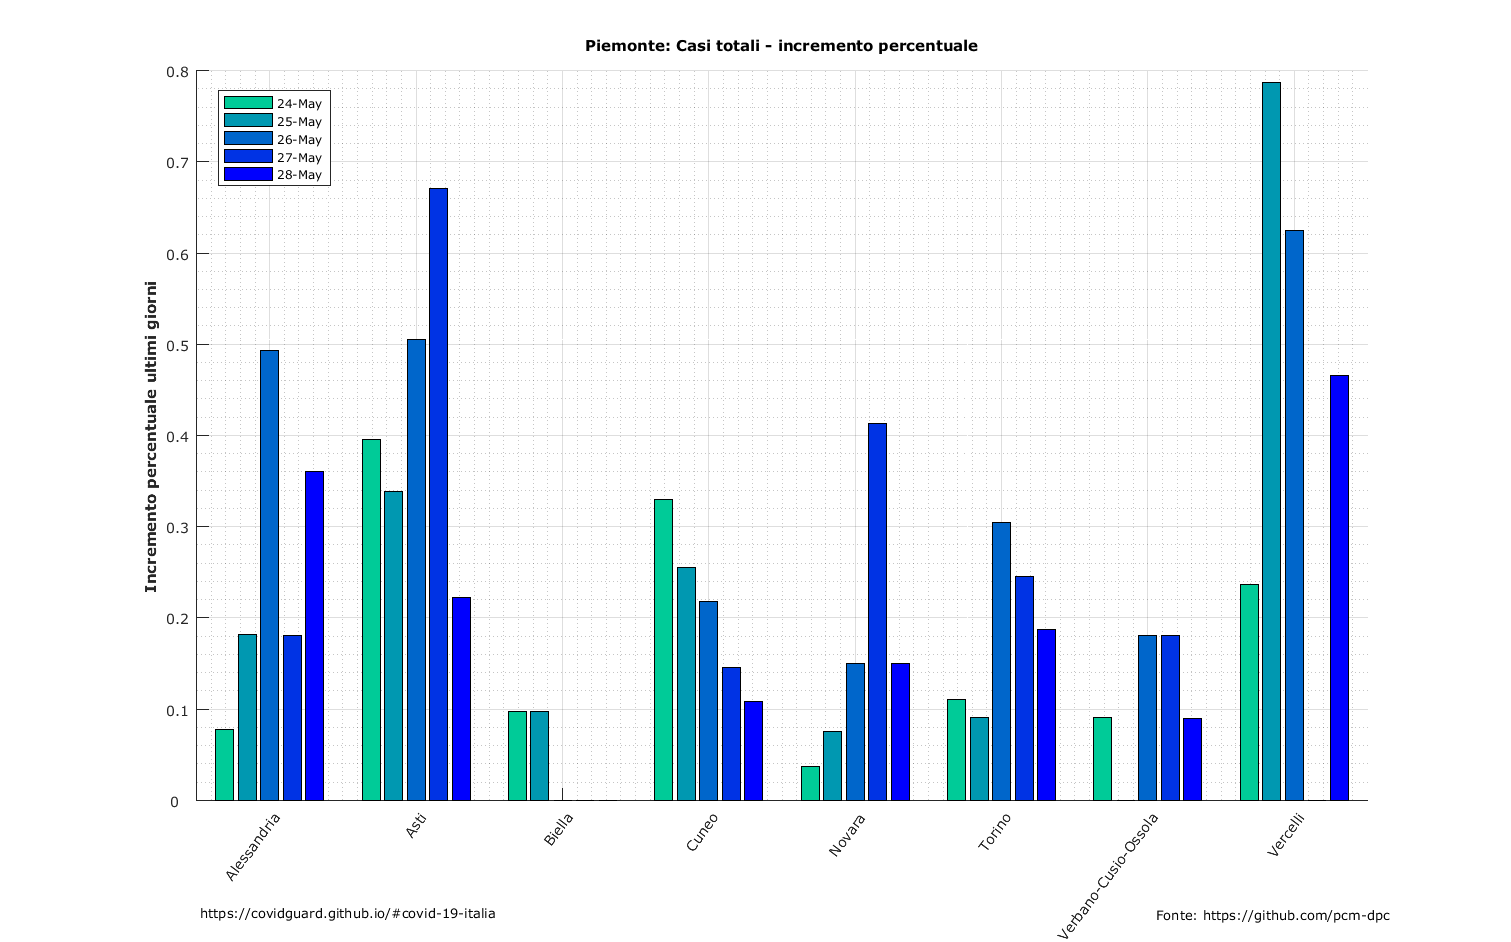 Piemonte: Casi totali - incremento percentuale
0.8
0.7
0.6
0.5
0.4
0.3
0.2
0.1
0
Incremento percentuale ultimi giorni
24-May
25-May
26-May
27-May
28-May
Alessandria
Asti
Biella
Cuneo
Novara
Torino
Verbano-Cusio-Ossola
Vercelli
https://covidguard.github.io/#covid-19-italia
Fonte: https://github.com/pcm-dpc